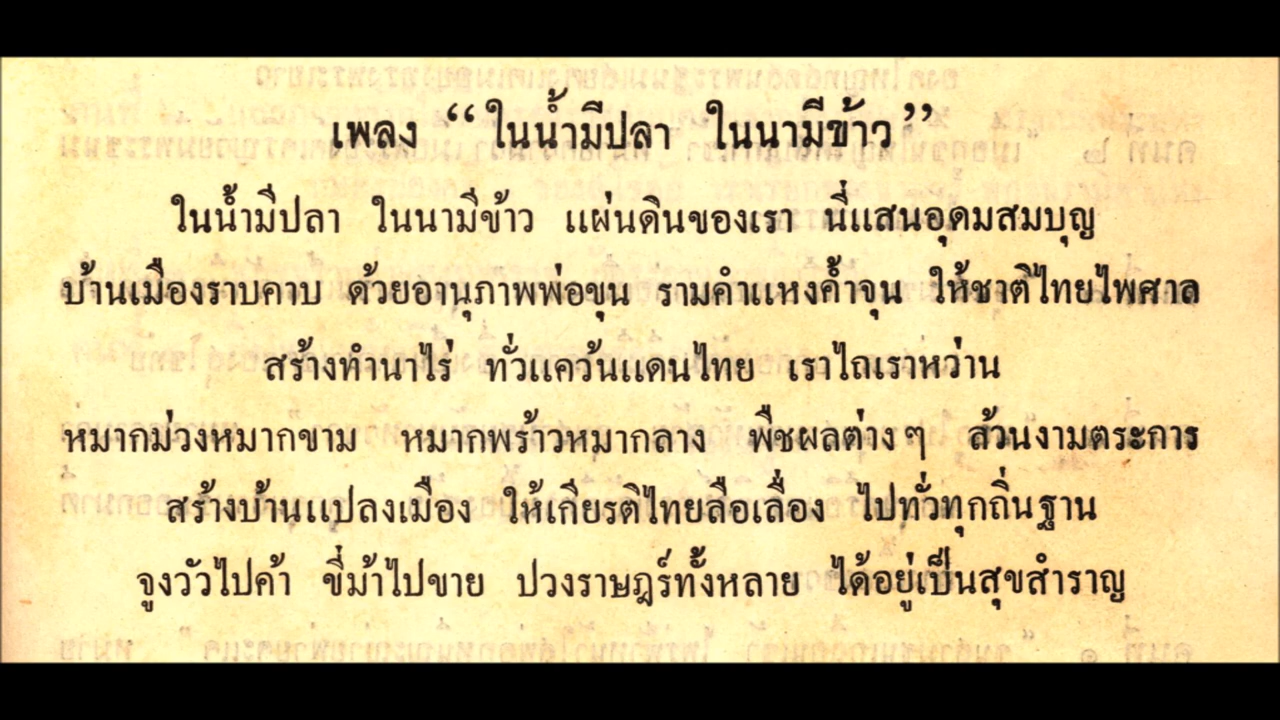 เพลง “ในน้ำมีปลา ในนามีข้าว”
ในน้ำมีปลา ในนามีข้าว แผ่นดินของเรา นี่แสนอุดมสมบุญ
บ้านเมืองราบคาบ ด้วยอานุภาพพ่อขุน รามคำแหงค้ำจุน ให้ชาติไทยไพศาล
สร้างทำนาไร่ ทั่วแคว้นแดนไทย เราไถเราหว่าน
หมากม่วงหมากขาม หมากพร้าวหมากลาง พืชผลต่าง ๆ ล้วนงามตระการ
สร้างบ้านแปลงเมือง ให้เกียรติไทยลือเลื่อง ไปทั่วทุกถิ่นฐาน
จูงวัวไปค้า ขี่ม้าไปขาย ปวงราษฎร์ทั้งหลาย ได้อยู่เป็นสุขสำราญ